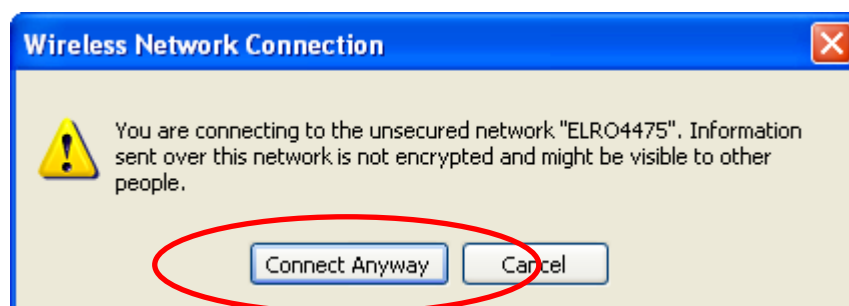 Wireless Network Connection
You are connecting to the unsecured network "ELRO4475". Information
sent over this network is not encrypted and might be visible to other
people.
Connect Anyway Cancel